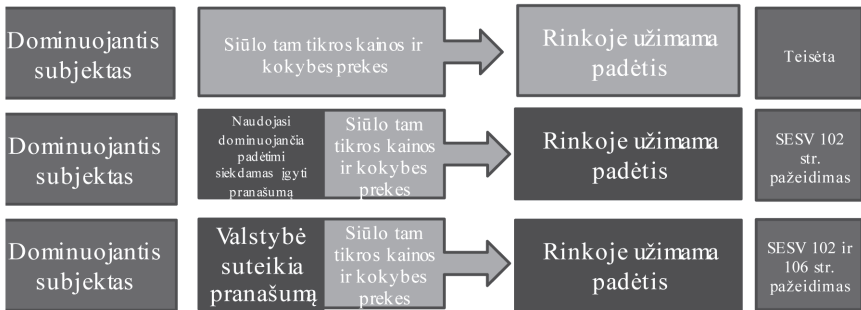 Dominuojantis
subjektas
Siūlo tam tikros kainos ir
kokybes prekes
Rinkoje užimama
padėtis
Teisėta
Dominuojantis
subjektas
Naudojasi
dominuojančia
padėtimi
siekdamas įgyti
pranašumą
Siūlo tam
tikros kainos
ir kokybes
prekes
Rinkoje užimama
padėtis
SESV 102
str.
pažeidimas
Dominuojantis
subjektas
Valstybė
suteikia
pranašumą
Siūlo tam
tikros kainos
ir kokybes
prekes
Rinkoje užimama
padėtis
SESV 102 ir
106 str.
pažeidimas